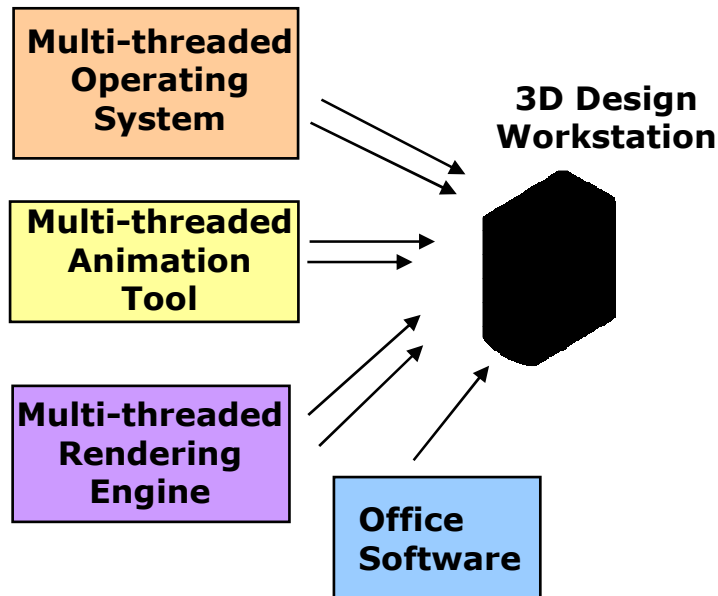 Multi-threaded
Operating
System
3D Design
Workstation
Multi-threaded
Animation
Tool
Multi-threaded
Rendering
Engine
Office
Software